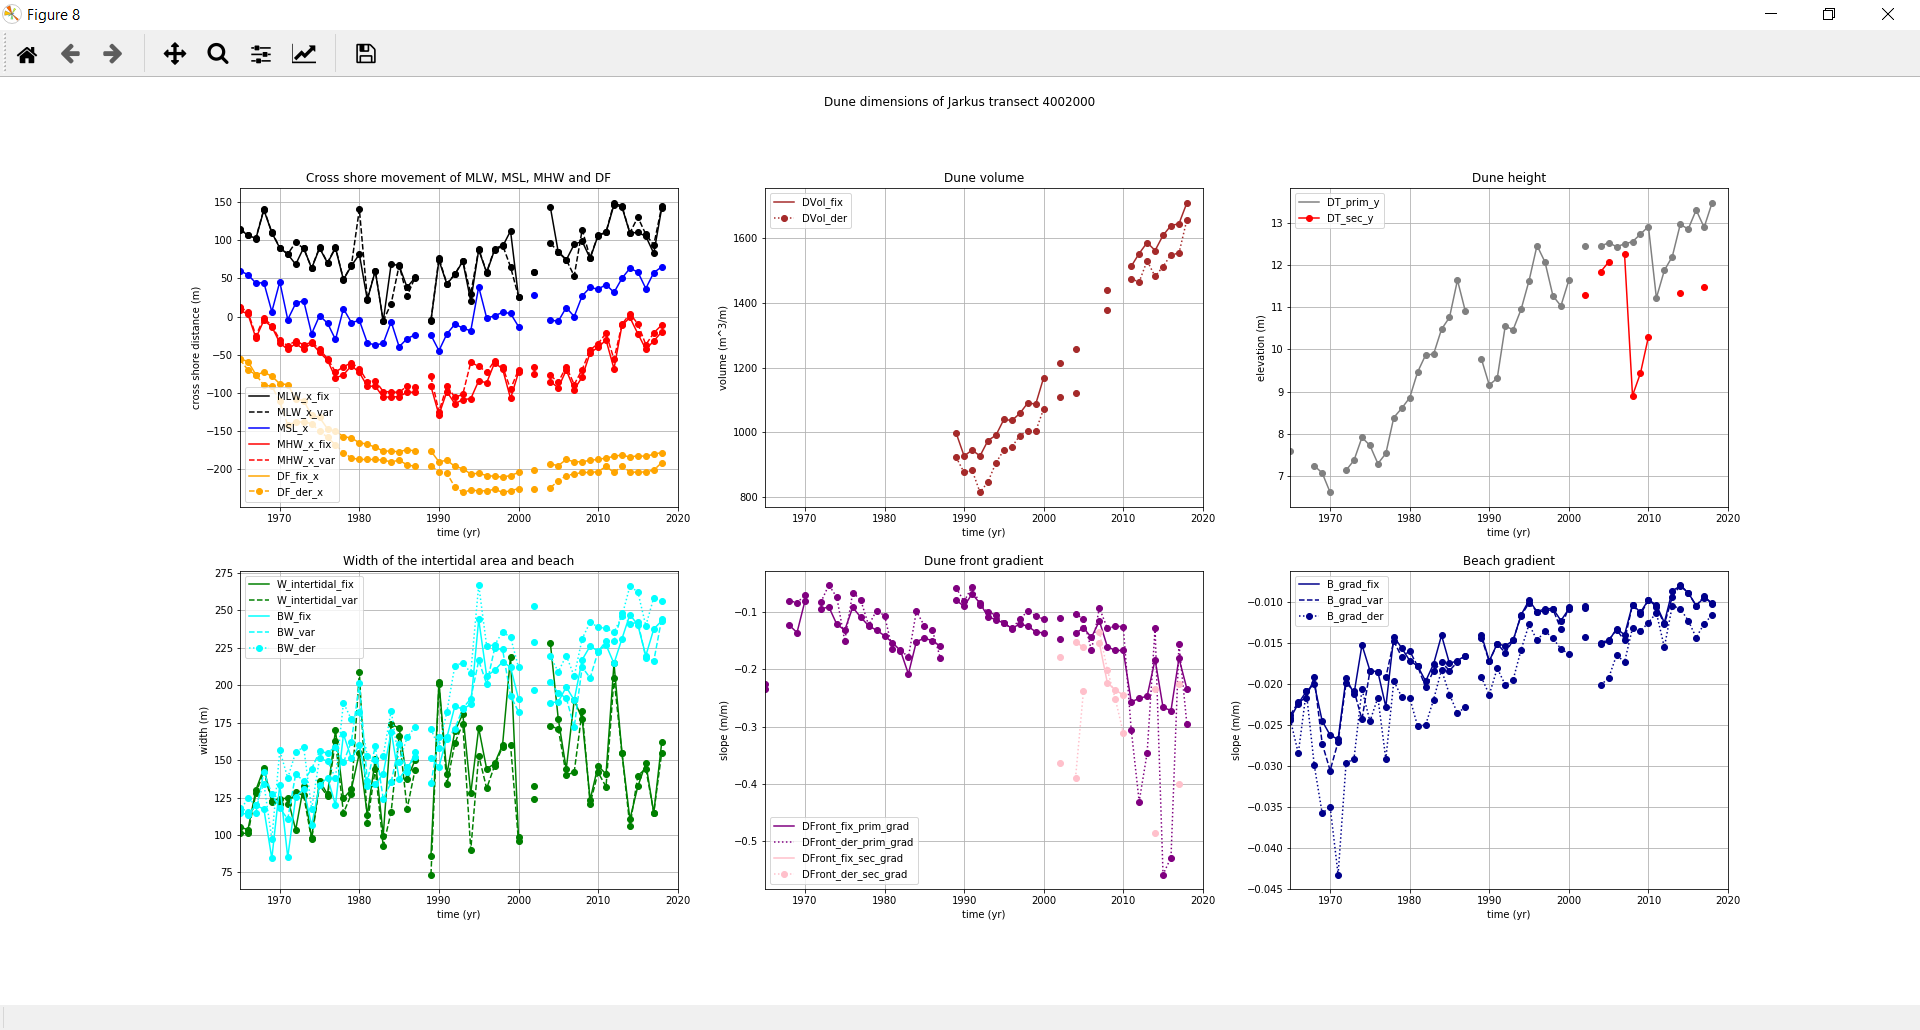 Figure 8
Dune dimensions of Jarkus transect 4002000
Cross shore movement of MLW, MSL, MHW and DF
cross shore distance (m)
150
100
50
0
−50
−100
−150
−200
MLW_x_fix
MLW_x_var
MSL_x
MHW_x_fix
MHW_x_var
DF_fix_x
DF_der_x
1970 1980 1990 2000 2010 2020
time (yr)
Dune volume
volume (m^3/m)
1600
1400
1200
1000
800
DVol_fix
DVol_der
1970 1980 1990 2000 2010 2020
time (yr)
Dune height
elevation (m)
13
12
11
10
9
8
7
DT_prim_y
DT_sec_y
1970 1980 1990 2000 2010 2020
time (yr)
Width of the intertidal area and beach
width (m)
275
250
225
200
175
150
125
100
75
W_intertidal_fix
W_intertidal_var
BW_fix
BW_var
BW_der
1970 1980 1990 2000 2010 2020
time (yr)
Dune front gradient
slope (m/m)
−0.1
−0.2
−0.3
−0.4
−0.5
DFront_fix_prim_grad
DFront_der_prim_grad
DFront_fix_sec_grad
DFront_der_sec_grad
1970 1980 1990 2000 2010 2020
time (yr)
Beach gradient
slope (m/m)
−0.010
−0.015
−0.020
−0.025
−0.030
−0.035
−0.040
−0.045
B_grad_fix
B_grad_var
B_grad_der
1970 1980 1990 2000 2010 2020
time (yr)